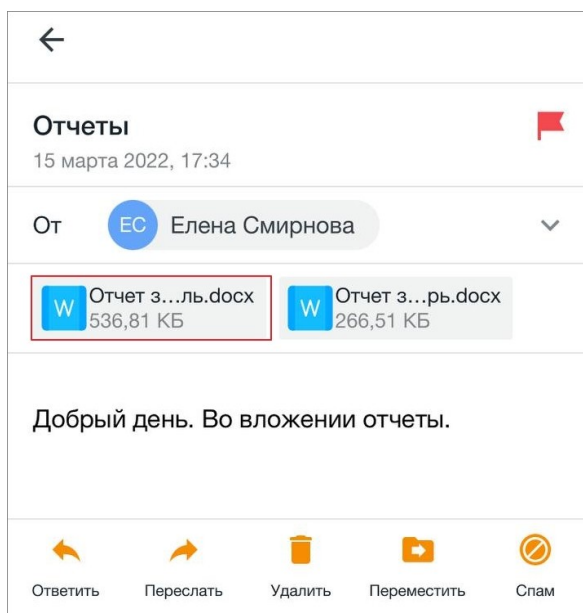 Отчеты
15 марта 2022, 17:34
От ЕС Елена Смирнова
W Отчет з...ль.docx W Отчет з...рь.docx
536,81 КБ 266,51 КБ
Добрый день. Во вложении отчеты.
Ответить Переслать Удалить Переместить Спам